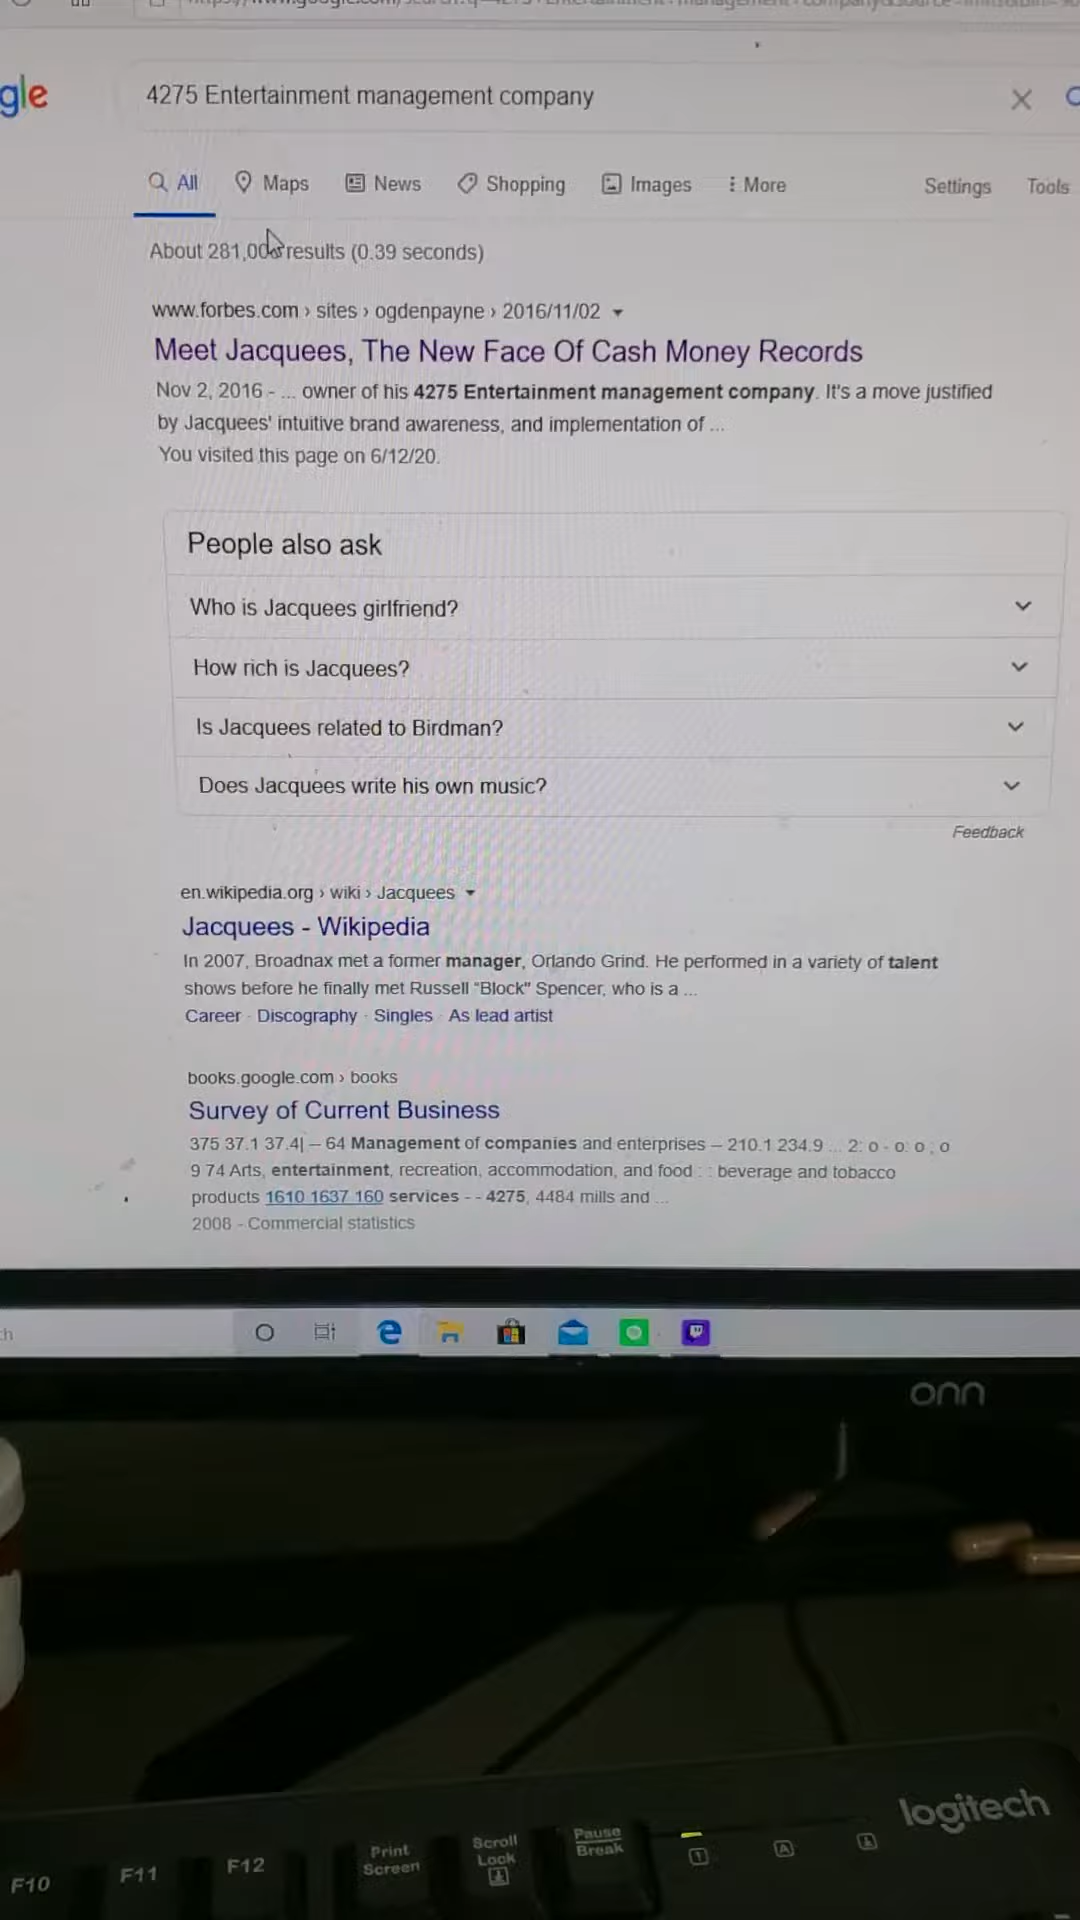 gle
4275 Entertainment management company
All Maps News Shopping Images More Settings Tools
About 281,000 results (0.39 seconds)
www.forbes.com › sites › ogdenpayne › 2016/11/02
Meet Jacquees, The New Face Of Cash Money Records
Nov 2, 2016 - ... owner of his 4275 Entertainment management company. It's a move justified
by Jacquees' intuitive brand awareness, and implementation of ...
You visited this page on 6/12/20.
People also ask
Who is Jacquees girlfriend?
How rich is Jacquees?
Is Jacquees related to Birdman?
Does Jacquees write his own music?
Feedback
en.wikipedia.org › wiki › Jacquees
Jacquees - Wikipedia
In 2007, Broadnax met a former manager, Orlando Grind. He performed in a variety of talent
shows before he finally met Russell "Block" Spencer, who is a ...
Career · Discography · Singles · As lead artist
books.google.com › books
Survey of Current Business
375 37.1 37.4| – 64 Management of companies and enterprises – 210.1 234.9 ... 2: o - o: o ; o
9 74 Arts, entertainment, recreation, accommodation, and food : : beverage and tobacco
products 1610 1637 160 services - - 4275, 4484 mills and ...
2008 - Commercial statistics
onn
logitech
F10 F11 F12 Print Screen Scroll Lock Pause Break
1 A